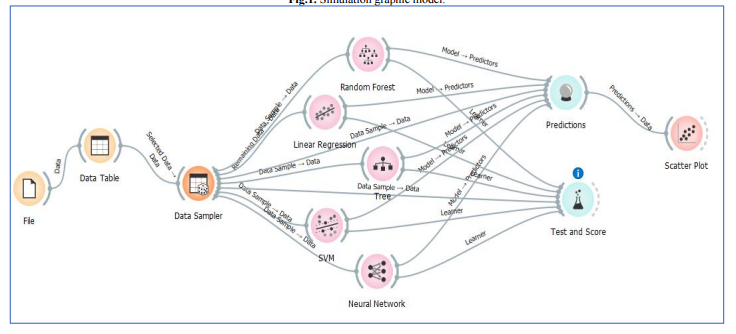 Fig.1. Simulation graphic model.
File
Data
Data Table
Selected Data → Data
Data Sampler
Data Sample → Data
Remaining Data → Data
Data Sample → Data
Data Sample → Data
Data Sample → Data
Data Sample → Data
Data Sample → Data
Random Forest
Linear Regression
Tree
SVM
Neural Network
Model → Predictors
Model → Predictors
Model → Predictors
Model → Predictors
Model → Predictors
Learner
Learner
Learner
Learner
Learner
Predictions
Predictions → Data
Scatter Plot
Test and Score